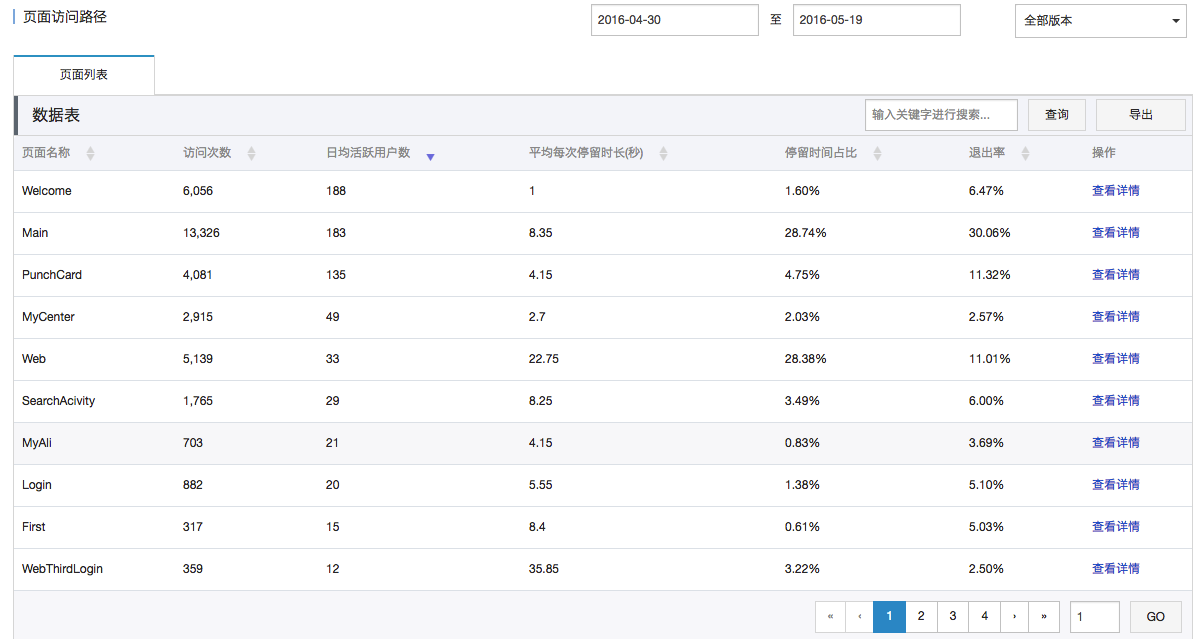 页面访问路径 2016-04-30 至 2016-05-19 全部版本
页面列表
数据表 输入关键字进行搜索... 查询 导出
页面名称 访问次数 日均活跃用户数 平均每次停留时长(秒) 停留时间占比 退出率 操作
Welcome 6,056 188 1 1.60% 6.47% 查看详情
Main 13,326 183 8.35 28.74% 30.06% 查看详情
PunchCard 4,081 135 4.15 4.75% 11.32% 查看详情
MyCenter 2,915 49 2.7 2.03% 2.57% 查看详情
Web 5,139 33 22.75 28.38% 11.01% 查看详情
SearchAcivity 1,765 29 8.25 3.49% 6.00% 查看详情
MyAli 703 21 4.15 0.83% 3.69% 查看详情
Login 882 20 5.55 1.38% 5.10% 查看详情
First 317 15 8.4 0.61% 5.03% 查看详情
WebThirdLogin 359 12 35.85 3.22% 2.50% 查看详情
« ‹ 1 2 3 4 › » 1 GO